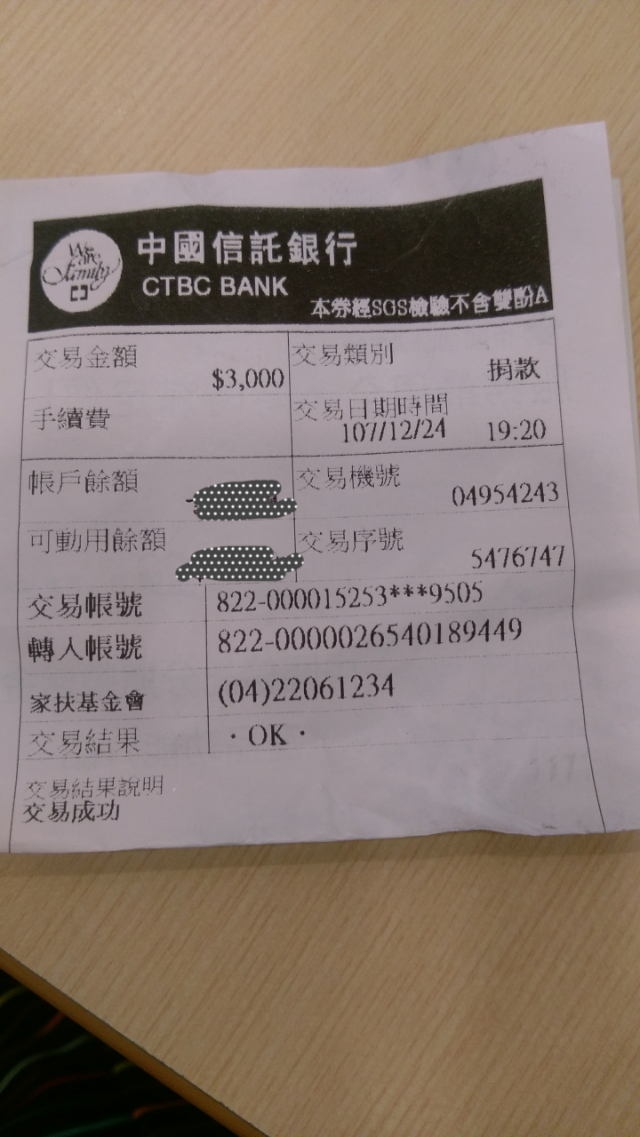 We are Family
中國信託銀行
CTBC BANK
本券經SGS檢驗不含雙酚A
交易金額 $3,000 交易類別 捐款
手續費 交易日期時間 107/12/24 19:20
帳戶餘額 交易機號 04954243
可動用餘額 交易序號 5476747
交易帳號 822-000015253***9505
轉入帳號 822-0000026540189449
家扶基金會 (04)22061234
交易結果 ·OK·
交易結果說明
交易成功